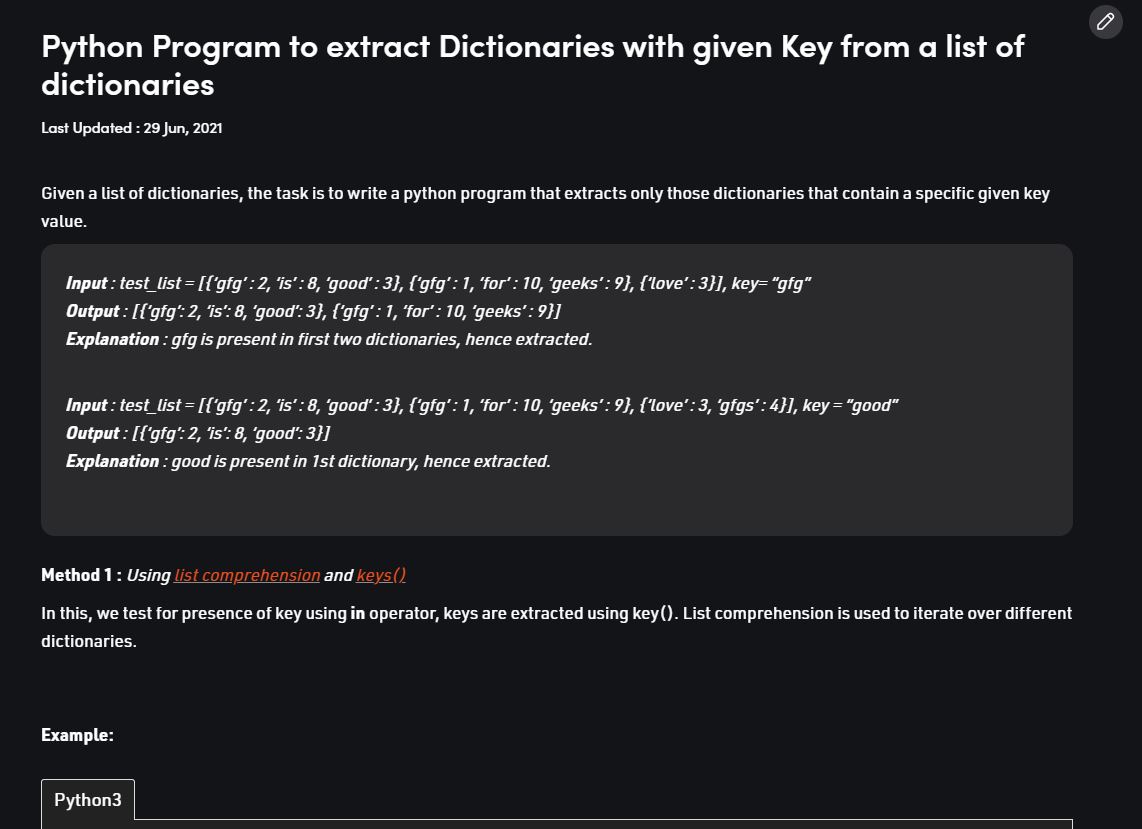 Python Program to extract Dictionaries with given Key from a list of
dictionaries
Last Updated : 29 Jun, 2021
Given a list of dictionaries, the task is to write a python program that extracts only those dictionaries that contain a specific given key
value.
Input : test_list = [{‘gfg’ : 2, ‘is’ : 8, ‘good’ : 3}, {‘gfg’ : 1, ‘for’ : 10, ‘geeks’ : 9}, {‘love’ : 3}], key= “gfg”
Output : [{‘gfg’: 2, ‘is’: 8, ‘good’: 3}, {‘gfg’ : 1, ‘for’ : 10, ‘geeks’ : 9}]
Explanation : gfg is present in first two dictionaries, hence extracted.
Input : test_list = [{‘gfg’ : 2, ‘is’ : 8, ‘good’ : 3}, {‘gfg’ : 1, ‘for’ : 10, ‘geeks’ : 9}, {‘love’ : 3, ‘gfgs’ : 4}], key = “good”
Output : [{‘gfg’: 2, ‘is’: 8, ‘good’: 3}]
Explanation : good is present in 1st dictionary, hence extracted.
Method 1 : Using list comprehension and keys()
In this, we test for presence of key using in operator, keys are extracted using key(). List comprehension is used to iterate over different
dictionaries.
Example:
Python3